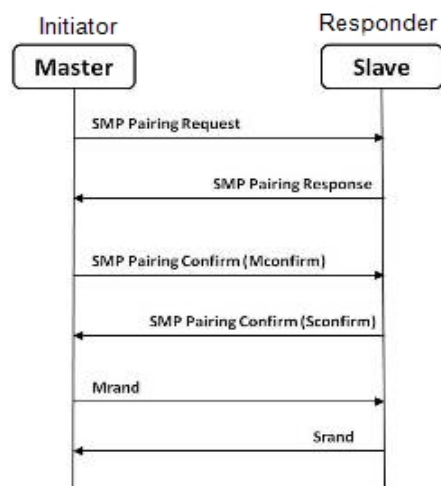 Initiator
Responder
Master
Slave
SMP Pairing Request
SMP Pairing Response
SMP Pairing Confirm (Mconfirm)
SMP Pairing Confirm (Sconfirm)
Mrand
Srand